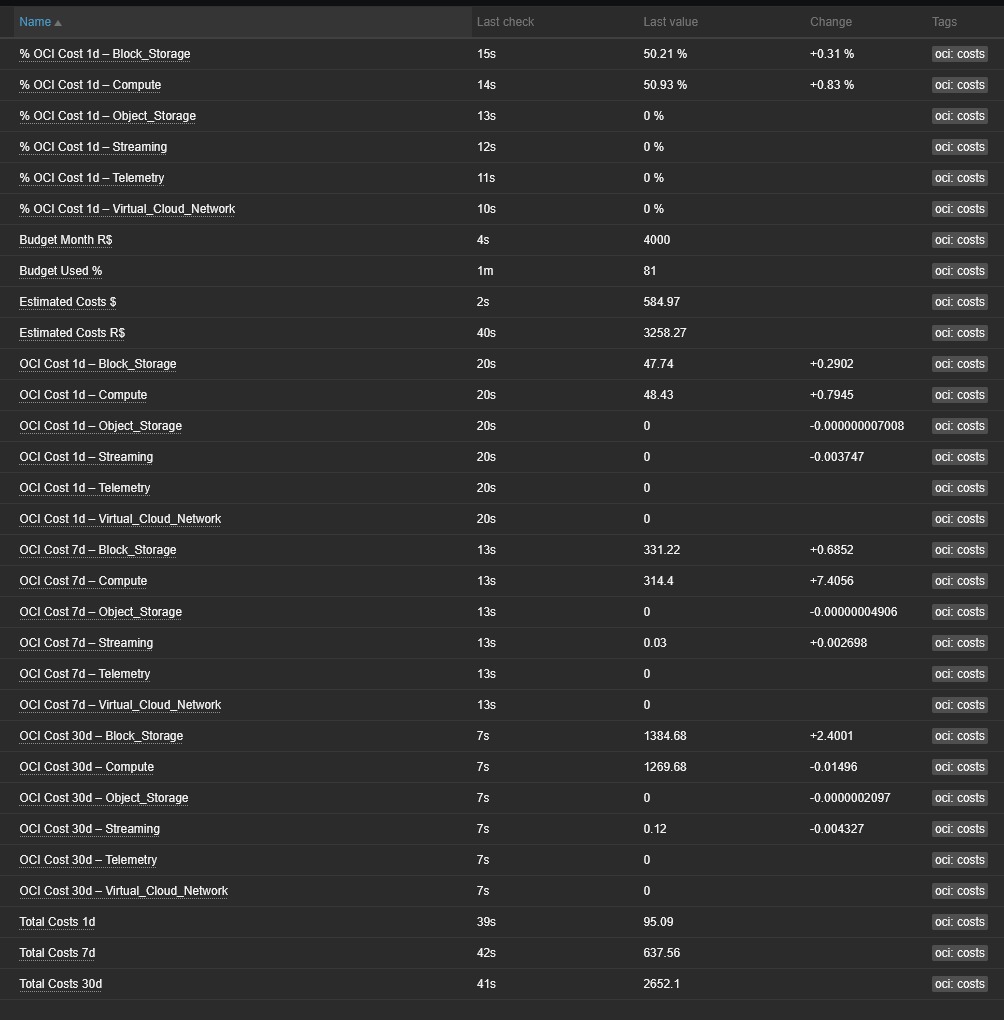 Name ▲ Last check Last value Change Tags
% OCI Cost 1d – Block_Storage 15s 50.21 % +0.31 % oci: costs
% OCI Cost 1d – Compute 14s 50.93 % +0.83 % oci: costs
% OCI Cost 1d – Object_Storage 13s 0 % oci: costs
% OCI Cost 1d – Streaming 12s 0 % oci: costs
% OCI Cost 1d – Telemetry 11s 0 % oci: costs
% OCI Cost 1d – Virtual_Cloud_Network 10s 0 % oci: costs
Budget Month R$ 4s 4000 oci: costs
Budget Used % 1m 81 oci: costs
Estimated Costs $ 2s 584.97 oci: costs
Estimated Costs R$ 40s 3258.27 oci: costs
OCI Cost 1d – Block_Storage 20s 47.74 +0.2902 oci: costs
OCI Cost 1d – Compute 20s 48.43 +0.7945 oci: costs
OCI Cost 1d – Object_Storage 20s 0 -0.000000007008 oci: costs
OCI Cost 1d – Streaming 20s 0 -0.003747 oci: costs
OCI Cost 1d – Telemetry 20s 0 oci: costs
OCI Cost 1d – Virtual_Cloud_Network 20s 0 oci: costs
OCI Cost 7d – Block_Storage 13s 331.22 +0.6852 oci: costs
OCI Cost 7d – Compute 13s 314.4 +7.4056 oci: costs
OCI Cost 7d – Object_Storage 13s 0 -0.00000004906 oci: costs
OCI Cost 7d – Streaming 13s 0.03 +0.002698 oci: costs
OCI Cost 7d – Telemetry 13s 0 oci: costs
OCI Cost 7d – Virtual_Cloud_Network 13s 0 oci: costs
OCI Cost 30d – Block_Storage 7s 1384.68 +2.4001 oci: costs
OCI Cost 30d – Compute 7s 1269.68 -0.01496 oci: costs
OCI Cost 30d – Object_Storage 7s 0 -0.0000002097 oci: costs
OCI Cost 30d – Streaming 7s 0.12 -0.004327 oci: costs
OCI Cost 30d – Telemetry 7s 0 oci: costs
OCI Cost 30d – Virtual_Cloud_Network 7s 0 oci: costs
Total Costs 1d 39s 95.09 oci: costs
Total Costs 7d 42s 637.56 oci: costs
Total Costs 30d 41s 2652.1 oci: costs